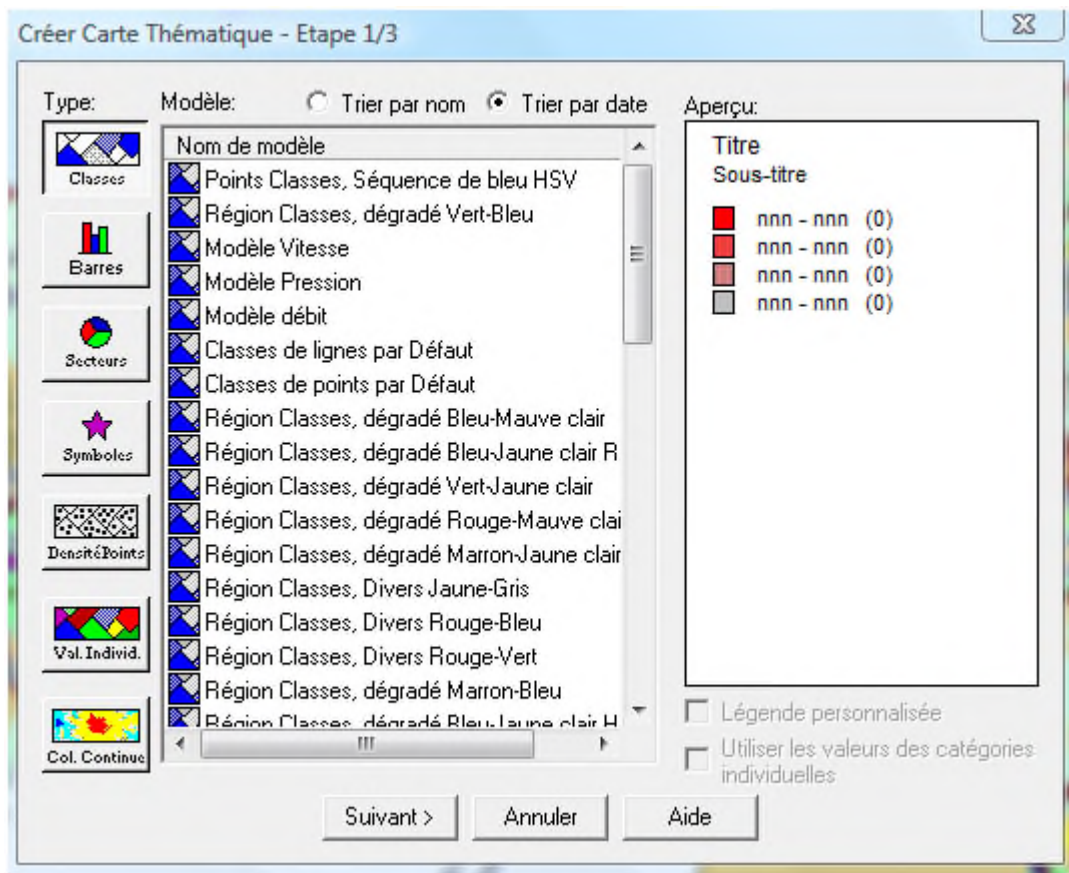 Créer Carte Thématique - Etape 1/3
Type:
Classes
Barres
Secteurs
Symboles
DensitéPoints
Val. Individ.
Col. Continue
Modèle:
Trier par nom
Trier par date
Nom de modèle
Points Classes, Séquence de bleu HSV
Région Classes, dégradé Vert-Bleu
Modèle Vitesse
Modèle Pression
Modèle débit
Classes de lignes par Défaut
Classes de points par Défaut
Région Classes, dégradé Bleu-Mauve clair
Région Classes, dégradé Bleu-Jaune clair R
Région Classes, dégradé Vert-Jaune clair
Région Classes, dégradé Rouge-Mauve clai
Région Classes, dégradé Marron-Jaune clair
Région Classes, Divers Jaune-Gris
Région Classes, Divers Rouge-Bleu
Région Classes, Divers Rouge-Vert
Région Classes, dégradé Marron-Bleu
Région Classes, dégradé Bleu-Jaune clair H
Aperçu:
Titre
Sous-titre
nnn - nnn (0)
nnn - nnn (0)
nnn - nnn (0)
nnn - nnn (0)
Légende personnalisée
Utiliser les valeurs des catégories
individuelles
Suivant >
Annuler
Aide